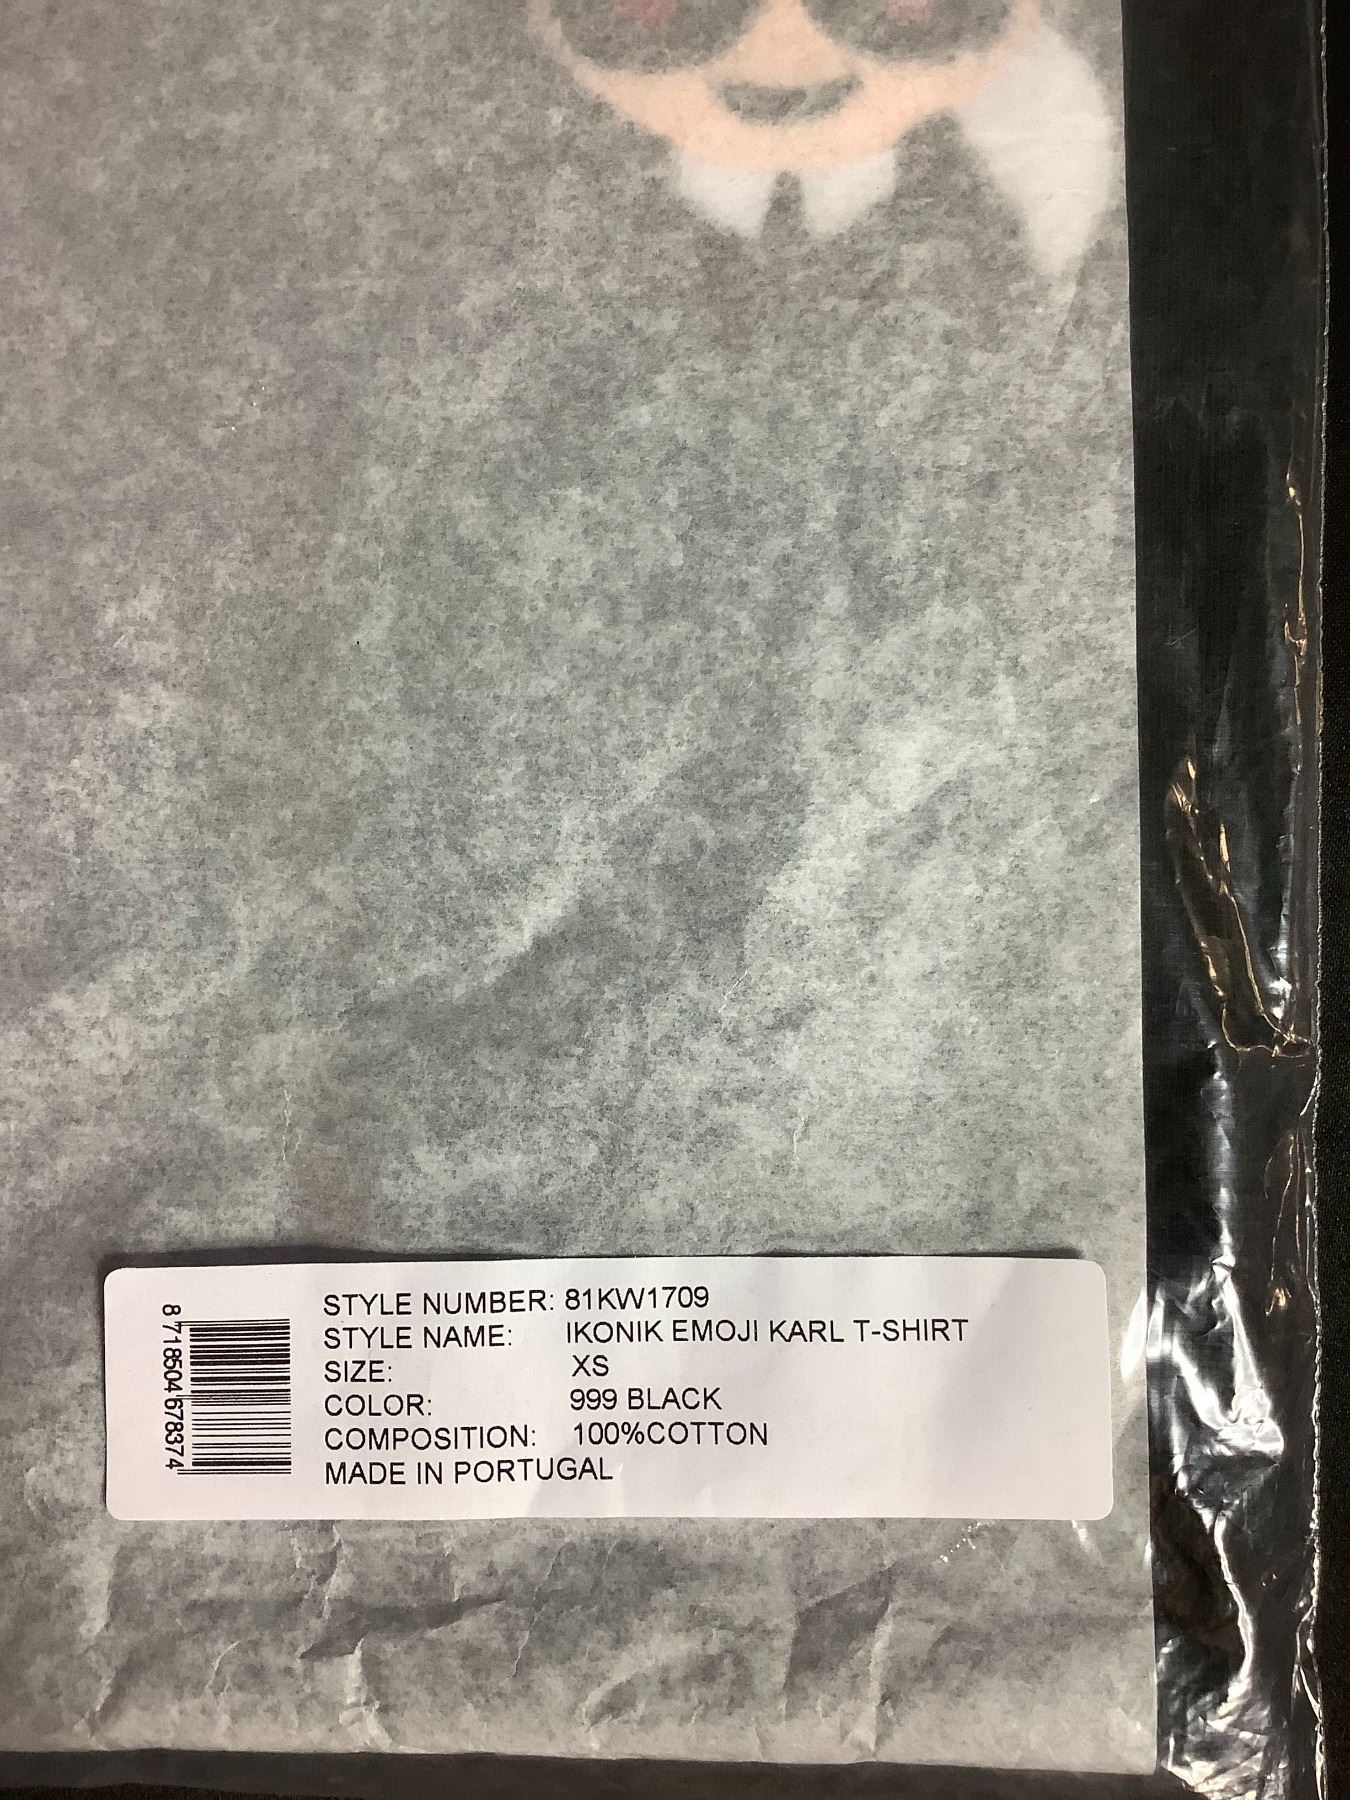 STYLE NUMBER: 81KW1709
STYLE NAME: IKONIK EMOJI KARL T-SHIRT
SIZE: XS
COLOR: 999 BLACK
COMPOSITION: 100%COTTON
MADE IN PORTUGAL
8 718504 678374